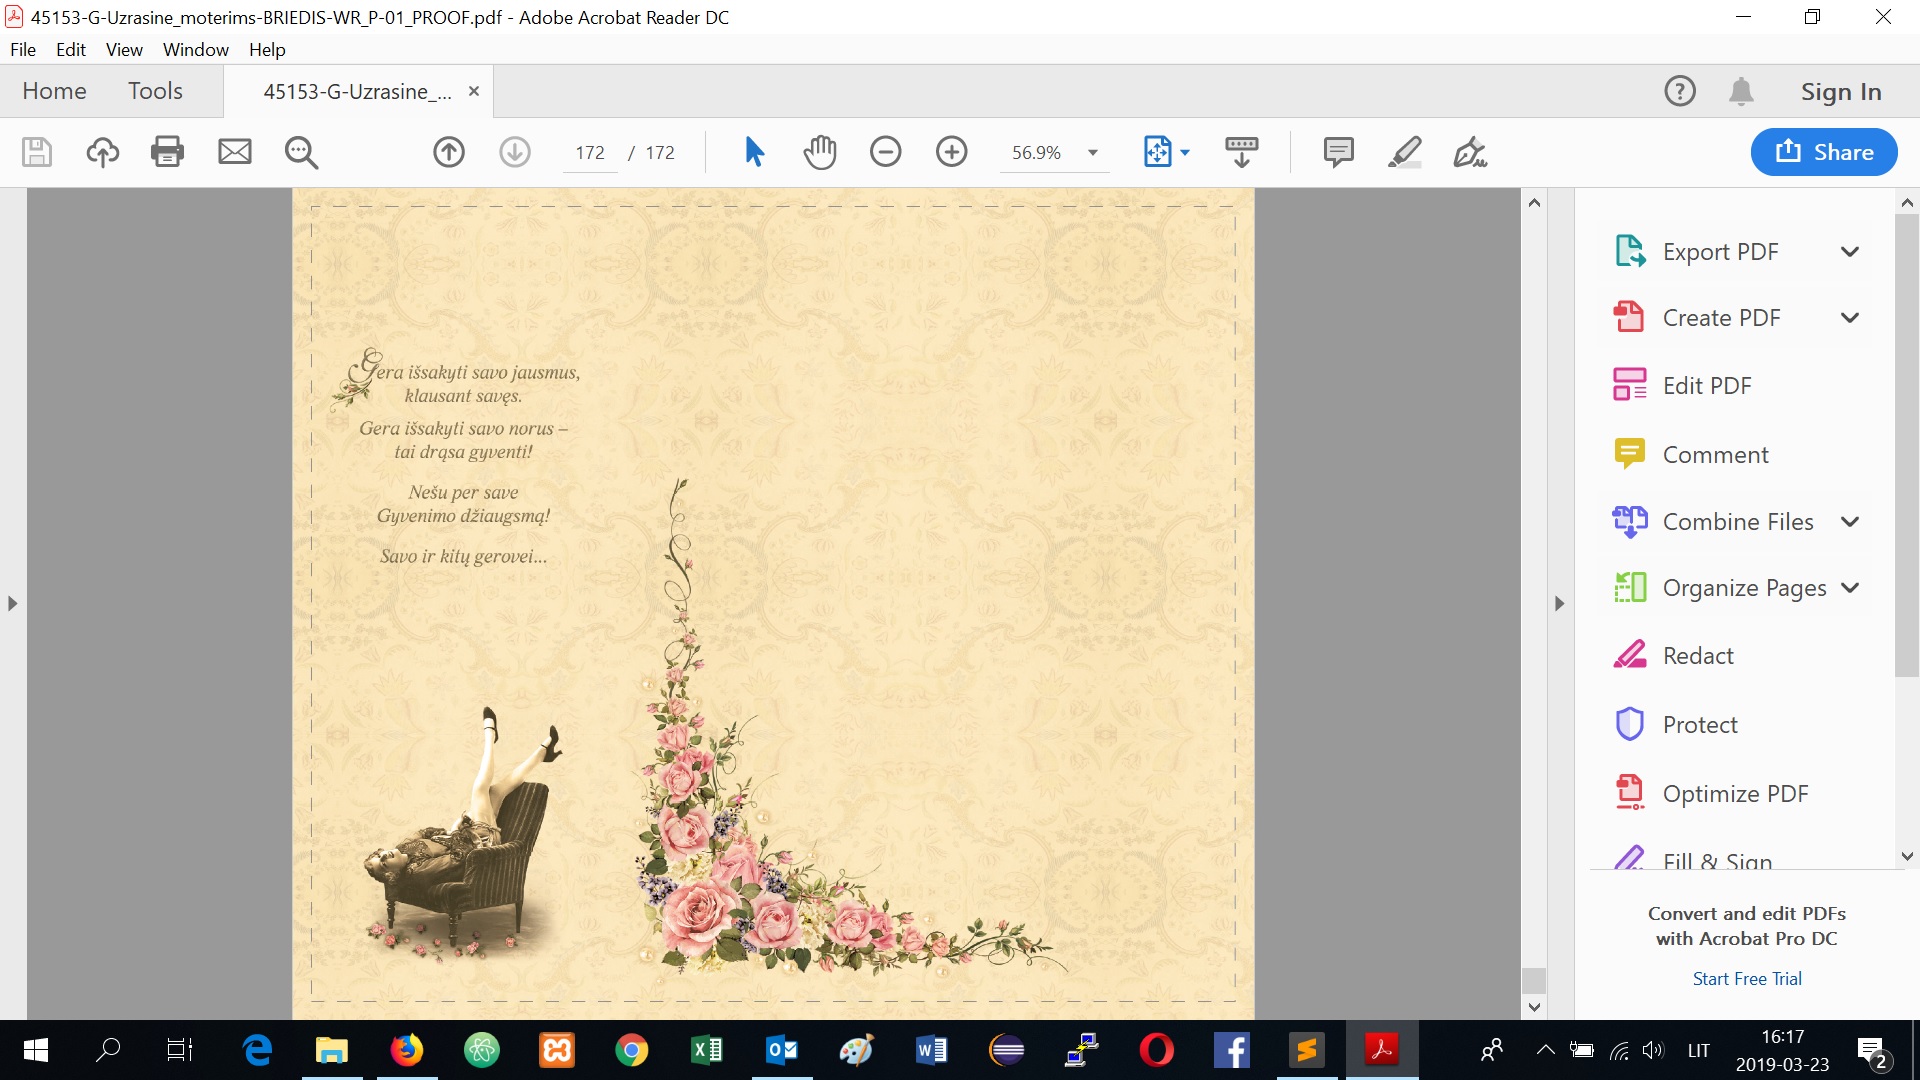 45153-G-Uzrasine_moterims-BRIEDIS-WR_P-01_PROOF.pdf - Adobe Acrobat Reader DC
File Edit View Window Help
Home Tools 45153-G-Uzrasine_... × Sign In
172 / 172 56.9% Share
Gera išsakyti savo jausmus,
klausant savęs.
Gera išsakyti savo norus –
tai drąsa gyventi!
Nešu per save
Gyvenimo džiaugsmą!
Savo ir kitų gerovei...
Export PDF
Create PDF
Edit PDF
Comment
Combine Files
Organize Pages
Redact
Protect
Optimize PDF
Fill & Sign
Convert and edit PDFs
with Acrobat Pro DC
Start Free Trial
LIT
16:17
2019-03-23
2